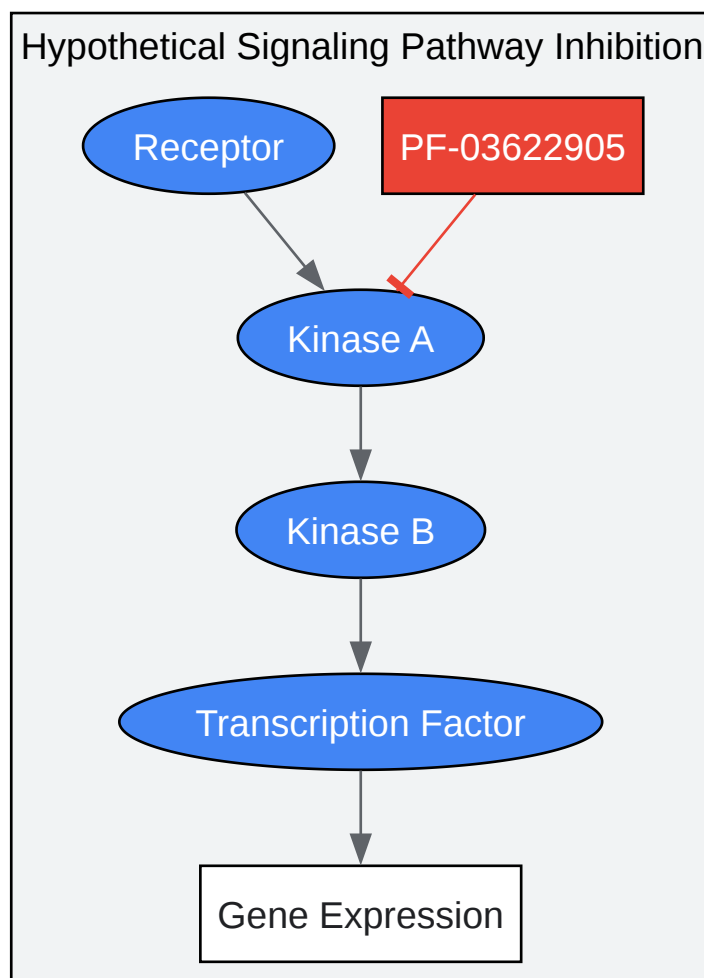 Hypothetical Signaling Pathway Inhibition
Receptor
PF-03622905
Kinase A
Kinase B
Transcription Factor
Gene Expression